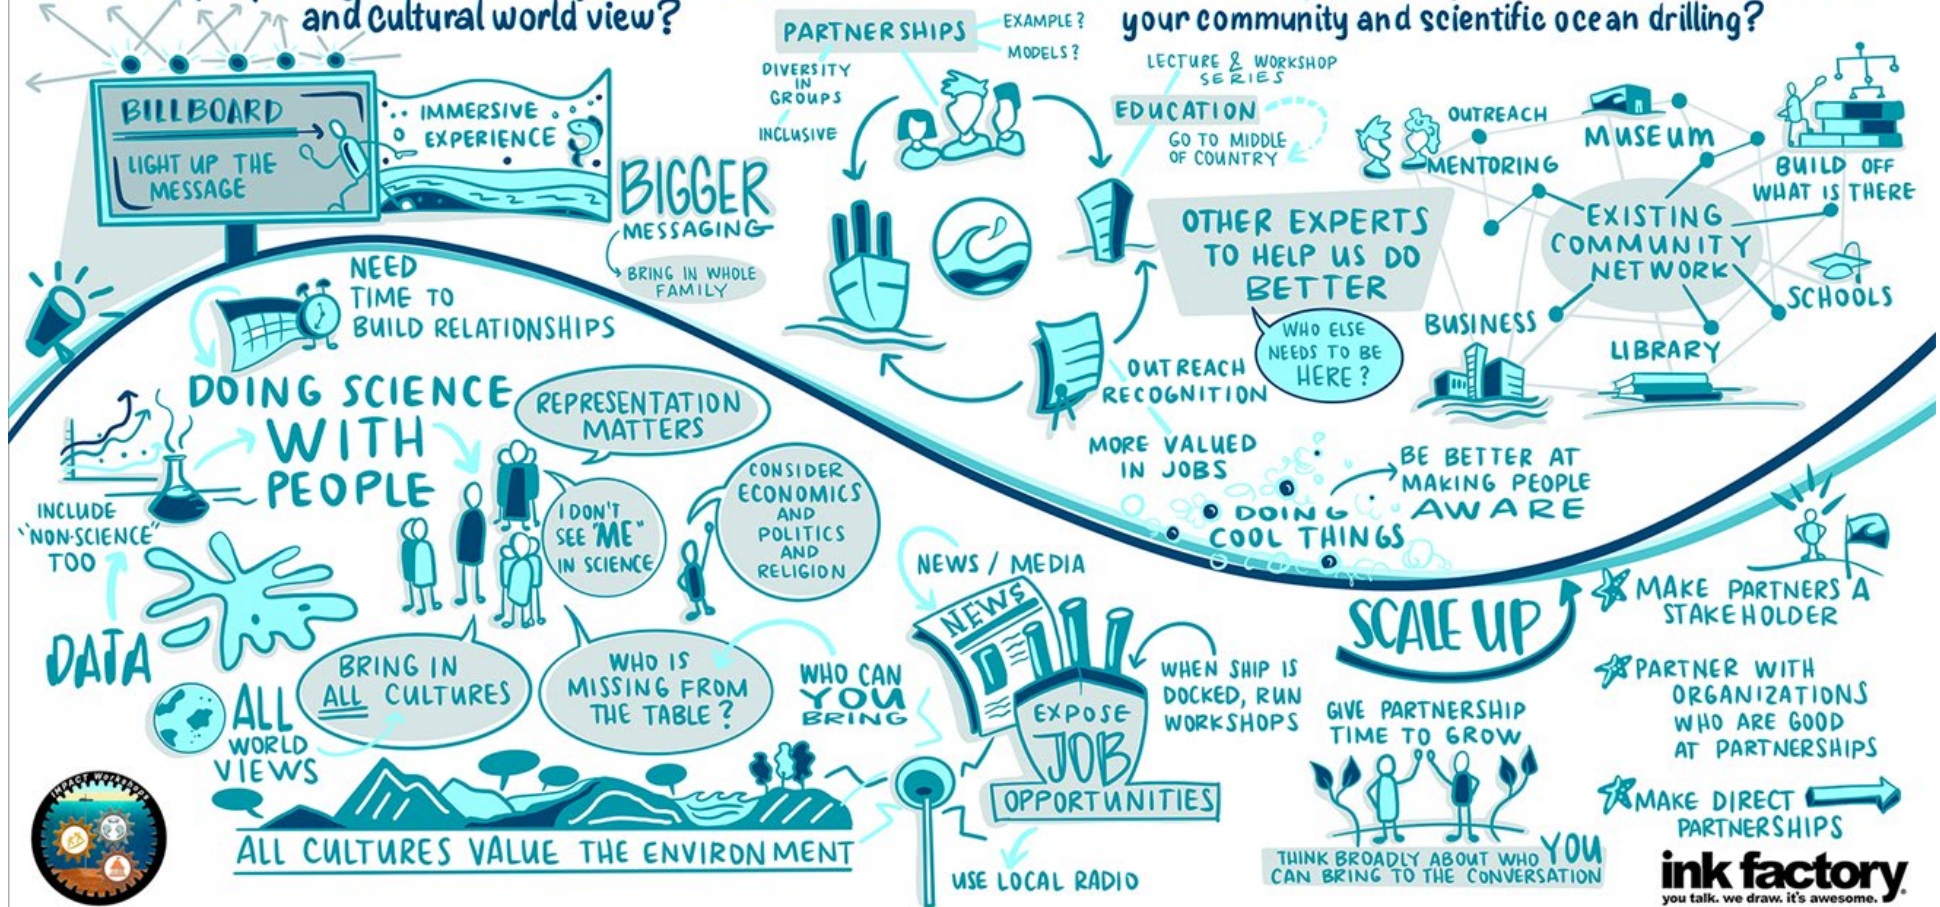 and cultural world view?
your community and scientific ocean drilling?
BILLBOARD
LIGHT UP THE
MESSAGE
IMMERSIVE
EXPERIENCE
BIGGER
MESSAGING
BRING IN WHOLE
FAMILY
NEED
TIME TO
BUILD RELATIONSHIPS
DOING SCIENCE
WITH
PEOPLE
INCLUDE
"NON-SCIENCE"
TOO
DATA
REPRESENTATION
MATTERS
I DON'T
SEE "ME"
IN SCIENCE
CONSIDER
ECONOMICS
AND
POLITICS
AND
RELIGION
BRING IN
ALL CULTURES
ALL
WORLD
VIEWS
WHO IS
MISSING FROM
THE TABLE?
WHO CAN
YOU
BRING
ALL CULTURES VALUE THE ENVIRONMENT
IMPACT Workshops
PARTNERSHIPS
EXAMPLE?
MODELS?
DIVERSITY
IN
GROUPS
INCLUSIVE
LECTURE & WORKSHOP
SERIES
EDUCATION
GO TO MIDDLE
OF COUNTRY
OUTREACH
RECOGNITION
MORE VALUED
IN JOBS
OTHER EXPERTS
TO HELP US DO
BETTER
WHO ELSE
NEEDS TO BE
HERE?
OUTREACH
MENTORING
MUSEUM
BUILD OFF
WHAT IS THERE
EXISTING
COMMUNITY
NETWORK
SCHOOLS
BUSINESS
LIBRARY
DOING
COOL THINGS
BE BETTER AT
MAKING PEOPLE
AWARE
NEWS / MEDIA
NEWS
EXPOSE
JOB
OPPORTUNITIES
WHEN SHIP IS
DOCKED, RUN
WORKSHOPS
USE LOCAL RADIO
SCALE UP
GIVE PARTNERSHIP
TIME TO GROW
THINK BROADLY ABOUT WHO YOU
CAN BRING TO THE CONVERSATION
MAKE PARTNERS A
STAKEHOLDER
PARTNER WITH
ORGANIZATIONS
WHO ARE GOOD
AT PARTNERSHIPS
MAKE DIRECT
PARTNERSHIPS
ink factory
you talk. we draw. it's awesome.